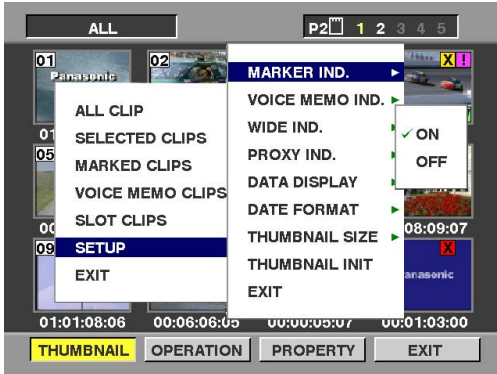 ALL
P2 1 2 3 4 5
01
02
X !
Panasonic
MARKER IND.
VOICE MEMO IND.
WIDE IND.
PROXY IND.
DATA DISPLAY
DATE FORMAT
THUMBNAIL SIZE
THUMBNAIL INIT
EXIT
ON
OFF
ALL CLIP
SELECTED CLIPS
MARKED CLIPS
VOICE MEMO CLIPS
SLOT CLIPS
SETUP
EXIT
01
05
00
08:09:07
09
X
anasonic
01:01:08:06 00:06:06:05 00:00:05:07 00:01:03:00
THUMBNAIL OPERATION PROPERTY EXIT